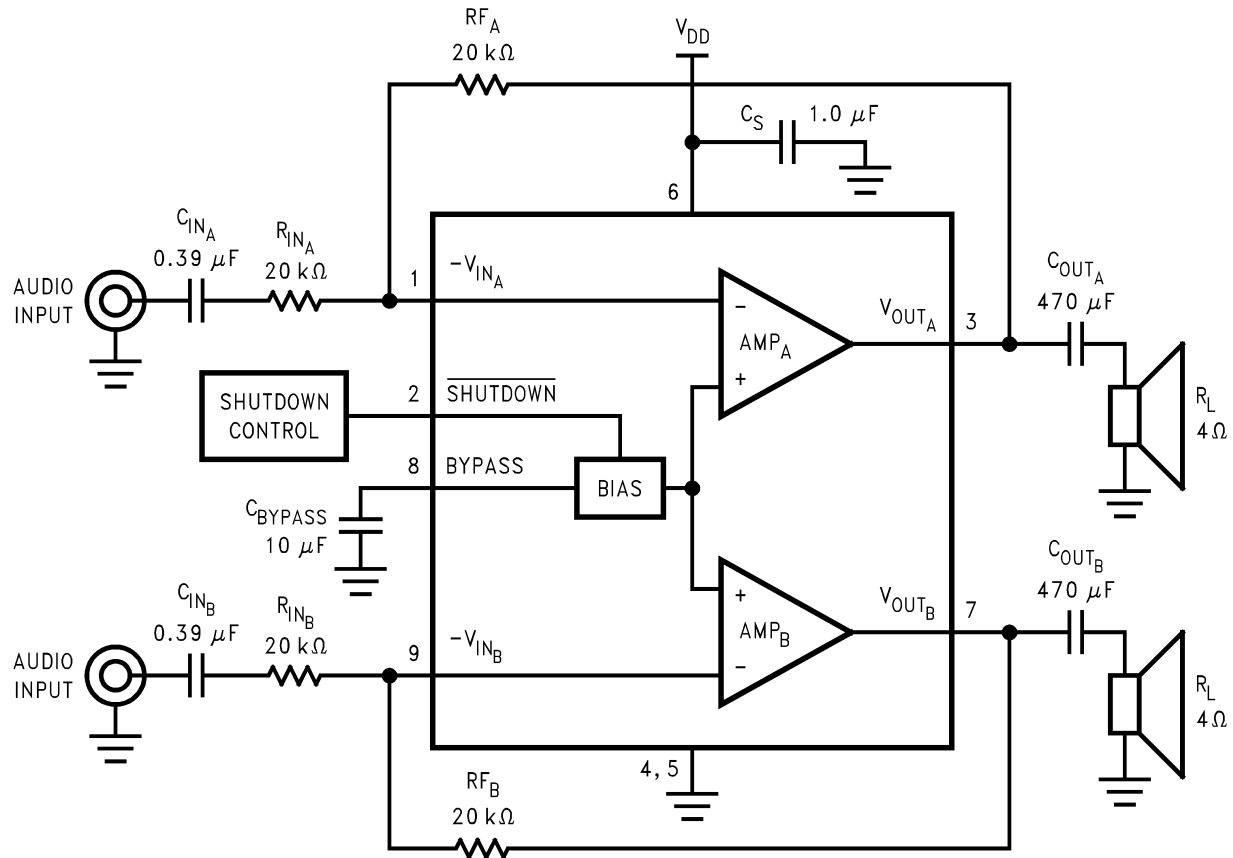 RF_A
20 kΩ
V_DD
C_S 1.0 µF
6
C_IN_A
0.39 µF
R_IN_A
20 kΩ
AUDIO
INPUT
1
-V_IN_A
-
AMP_A
+
V_OUT_A
3
C_OUT_A
470 µF
R_L
4Ω
SHUTDOWN
CONTROL
2
SHUTDOWN
8
BYPASS
BIAS
C_BYPASS
10 µF
C_IN_B
0.39 µF
R_IN_B
20 kΩ
AUDIO
INPUT
9
-V_IN_B
+
AMP_B
-
V_OUT_B
7
C_OUT_B
470 µF
R_L
4Ω
4, 5
RF_B
20 kΩ